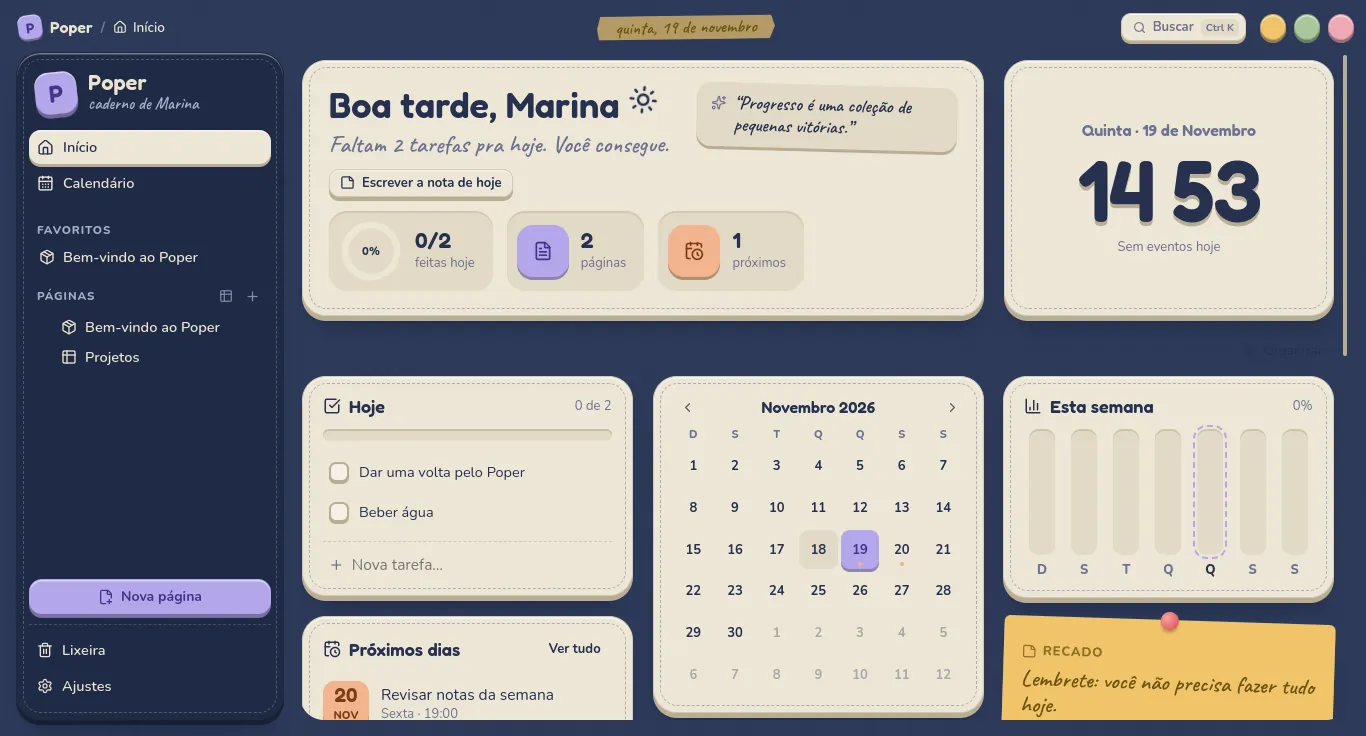 P Poper / Início
quinta, 19 de novembro
Buscar Ctrl K
P Poper
caderno de Marina
Início
Calendário
FAVORITOS
Bem-vindo ao Poper
PÁGINAS
Bem-vindo ao Poper
Projetos
Nova página
Lixeira
Ajustes
Boa tarde, Marina
Faltam 2 tarefas pra hoje. Você consegue.
“Progresso é uma coleção de
pequenas vitórias.”
Escrever a nota de hoje
0% 0/2
feitas hoje
2
páginas
1
próximos
Quinta · 19 de Novembro
14 53
Sem eventos hoje
Hoje 0 de 2
Dar uma volta pelo Poper
Beber água
Nova tarefa...
Próximos dias Ver tudo
20
NOV
Revisar notas da semana
Sexta · 19:00
Novembro 2026
D S T Q Q S S
1 2 3 4 5 6 7
8 9 10 11 12 13 14
15 16 17 18 19 20 21
22 23 24 25 26 27 28
29 30 1 2 3 4 5
6 7 8 9 10 11 12
Esta semana 0%
D S T Q Q S S
RECADO
Lembrete: você não precisa fazer tudo
hoje.